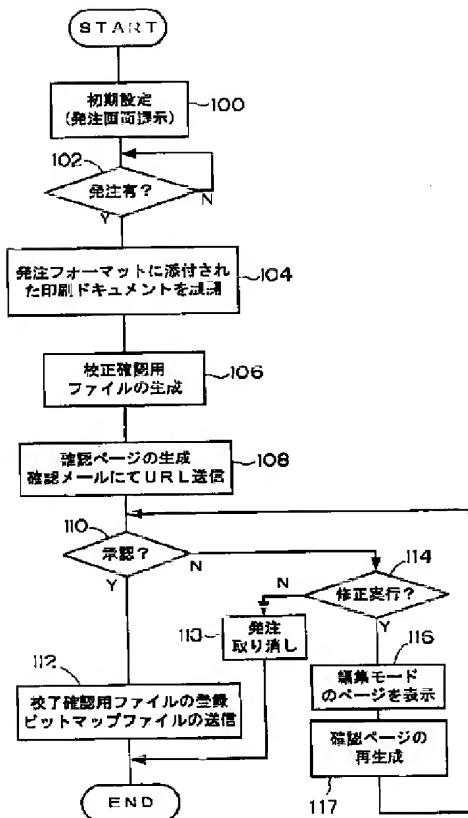 START
初期設定
(発注画面提示)
100
102
発注有?
N
Y
発注フォーマットに添付され
た印刷ドキュメントを展開
104
校正確認用
ファイルの生成
106
確認ページの生成
確認メールにてURL送信
108
110
承認?
N
Y
114
修正実行?
N
Y
113
発注
取り消し
116
編集モード
のページを表示
112
校了確認用ファイルの登録
ビットマップファイルの送信
確認ページの
再生成
117
END